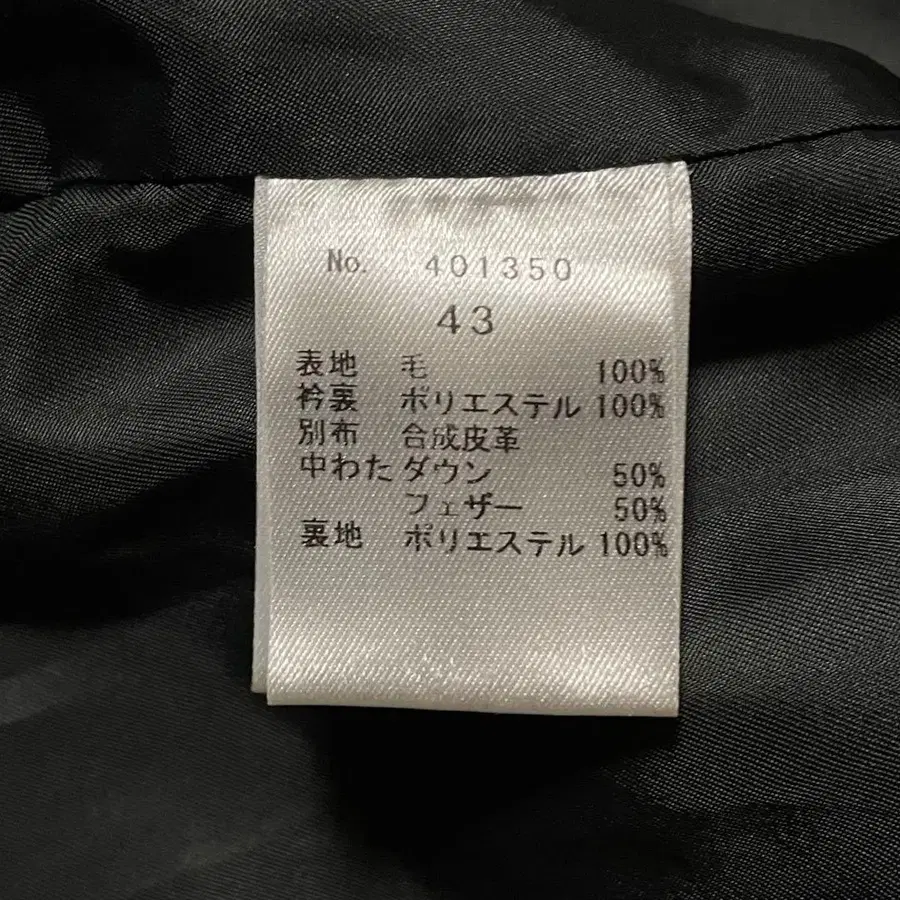 No. 401350
43
表地 毛 100%
衿裏 ポリエステル 100%
別布 合成皮革
中わた ダウン 50%
フェザー 50%
裏地 ポリエステル 100%